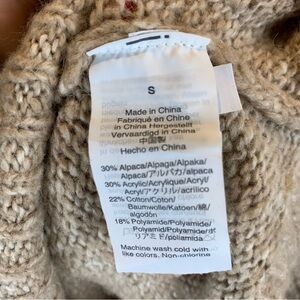 S
Made in China
Fabriqué en Chine
in China Hergestellt
Vervaardigd in China
中国製
Hecho en China
30% Alpaca/Alpaga/Alpaka/
Alpaca/アルパカ/alpaca
30% Acrylic/Acrylique/Acryl/
Acryl/アクリル/acrílico
22% Cotton/Coton/
Baumwolle/Katoen/綿/
algodón
18% Polyamide/Polyamide/
Polyamid/Polyamide/ポ
リアミド/poliamida
Machine wash cold with
like colors. Non-chlorine